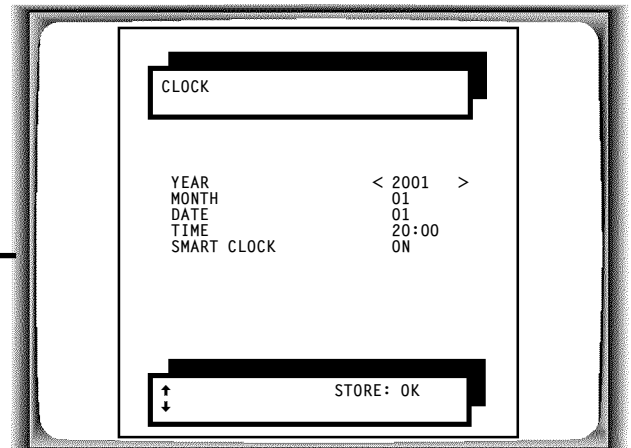 CLOCK
YEAR < 2001 >
MONTH 01
DATE 01
TIME 20:00
SMART CLOCK ON
↑ STORE: OK
↓